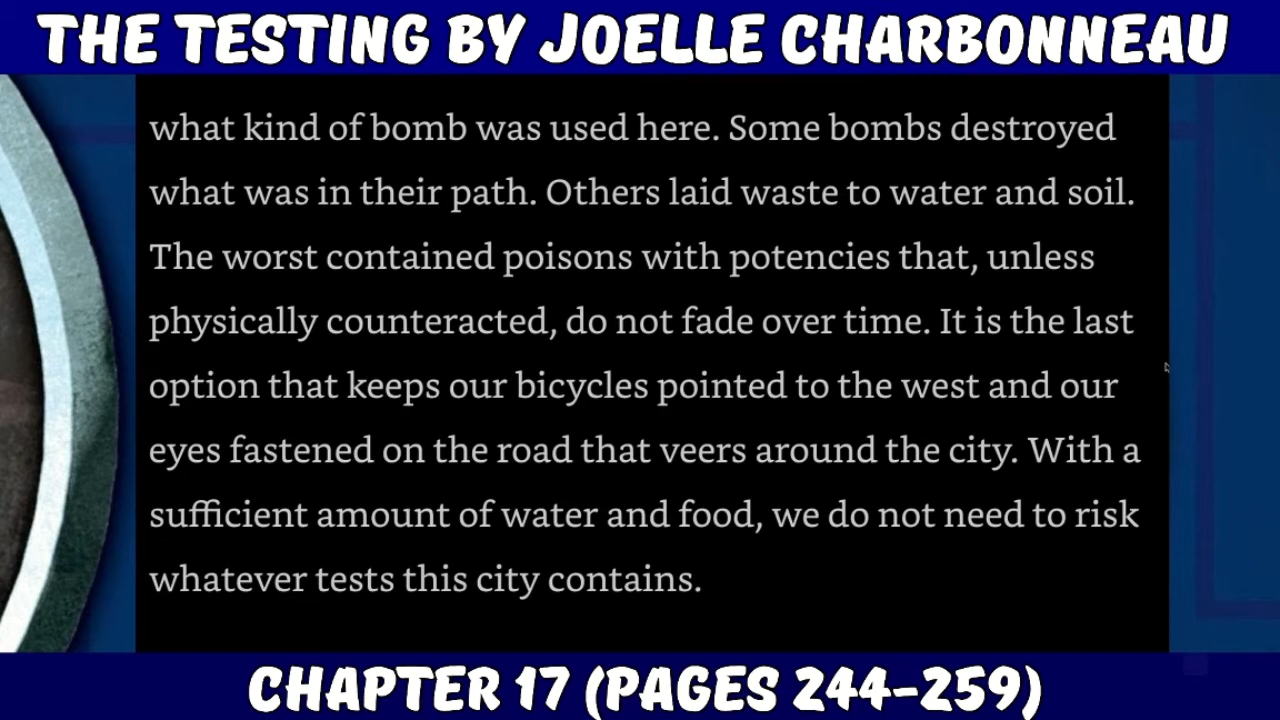 THE TESTING BY JOELLE CHARBONNEAU
what kind of bomb was used here. Some bombs destroyed
what was in their path. Others laid waste to water and soil.
The worst contained poisons with potencies that, unless
physically counteracted, do not fade over time. It is the last
option that keeps our bicycles pointed to the west and our
eyes fastened on the road that veers around the city. With a
sufficient amount of water and food, we do not need to risk
whatever tests this city contains.
CHAPTER 17 (PAGES 244-259)